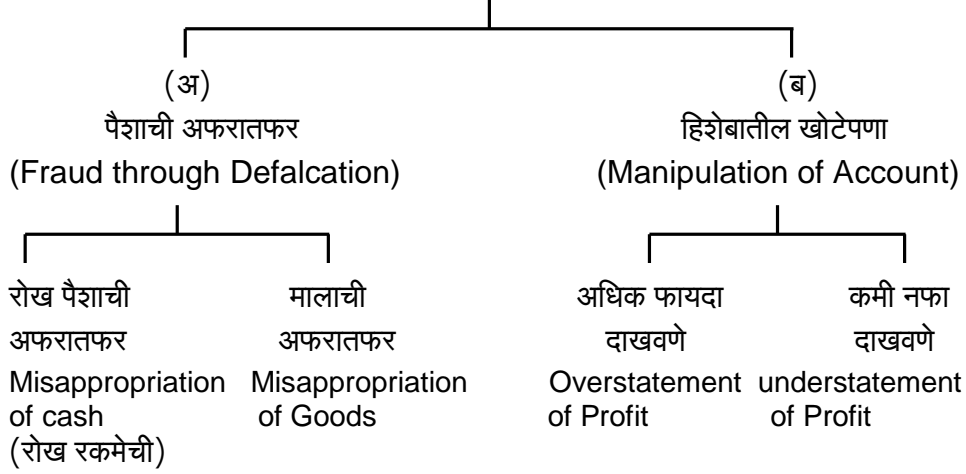 (अ)
पैशाची अफरातफर
(Fraud through Defalcation)
(ब)
हिशेबातील खोटेपणा
(Manipulation of Account)
रोख पैशाची
अफरातफर
Misappropriation
of cash
(रोख रकमेची)
मालाची
अफरातफर
Misappropriation
of Goods
अधिक फायदा
दाखवणे
Overstatement
of Profit
कमी नफा
दाखवणे
understatement
of Profit